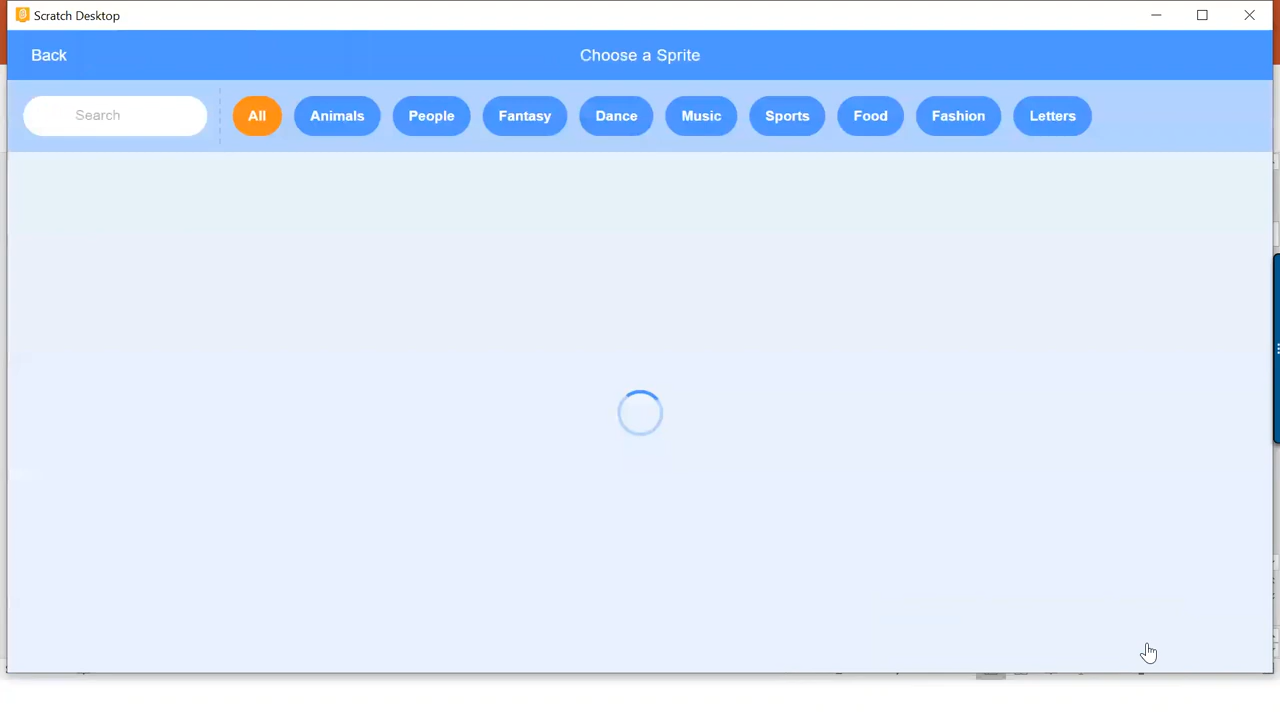 Scratch Desktop
Back
Choose a Sprite
Search
All
Animals
People
Fantasy
Dance
Music
Sports
Food
Fashion
Letters